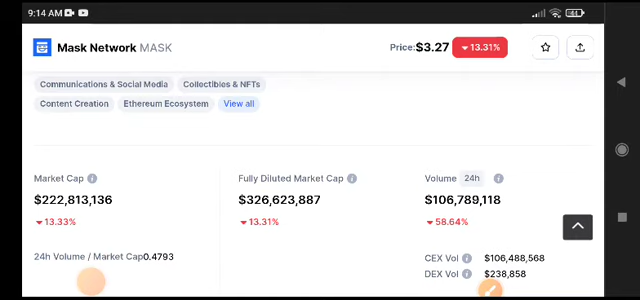 9:14 AM 44
Mask Network MASK Price:$3.27 13.31%
Communications & Social Media Collectibles & NFTs
Content Creation Ethereum Ecosystem View all
Market Cap Fully Diluted Market Cap Volume 24h
$222,813,136 $326,623,887 $106,789,118
13.33% 13.31% 58.64%
24h Volume / Market Cap0.4793
CEX Vol $106,488,568
DEX Vol $238,858